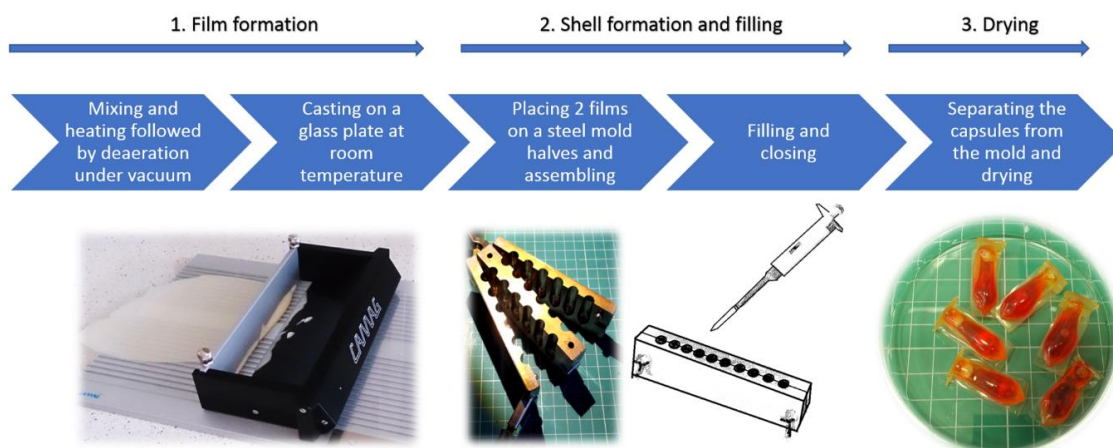 1. Film formation
2. Shell formation and filling
3. Drying
Mixing and
heating followed
by deaeration
under vacuum
Casting on a
glass plate at
room
temperature
Placing 2 films
on a steel mold
halves and
assembling
Filling and
closing
Separating the
capsules from
the mold and
drying
CAMAG